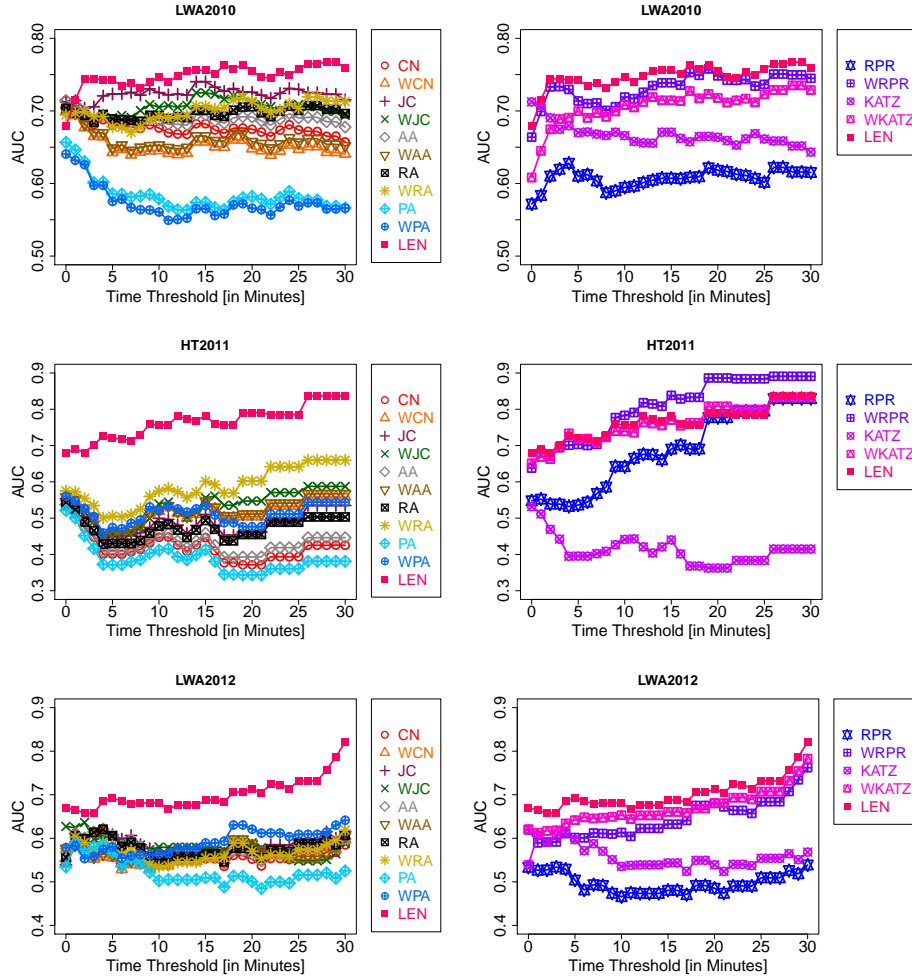 LWA2010
AUC
0.50 0.60 0.70 0.80
0 5 10 15 20 25 30
Time Threshold [in Minutes]
CN
WCN
JC
WJC
AA
WAA
RA
WRA
PA
WPA
LEN
LWA2010
AUC
0.50 0.60 0.70 0.80
0 5 10 15 20 25 30
Time Threshold [in Minutes]
RPR
WRPR
KATZ
WKATZ
LEN
HT2011
AUC
0.3 0.4 0.5 0.6 0.7 0.8 0.9
0 5 10 15 20 25 30
Time Threshold [in Minutes]
CN
WCN
JC
WJC
AA
WAA
RA
WRA
PA
WPA
LEN
HT2011
AUC
0.3 0.4 0.5 0.6 0.7 0.8 0.9
0 5 10 15 20 25 30
Time Threshold [in Minutes]
RPR
WRPR
KATZ
WKATZ
LEN
LWA2012
AUC
0.4 0.5 0.6 0.7 0.8 0.9
0 5 10 15 20 25 30
Time Threshold [in Minutes]
CN
WCN
JC
WJC
AA
WAA
RA
WRA
PA
WPA
LEN
LWA2012
AUC
0.4 0.5 0.6 0.7 0.8 0.9
0 5 10 15 20 25 30
Time Threshold [in Minutes]
RPR
WRPR
KATZ
WKATZ
LEN